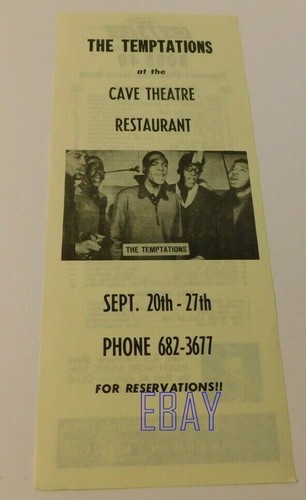 THE TEMPTATIONS
at the
CAVE THEATRE
RESTAURANT
THE TEMPTATIONS
SEPT. 20th - 27th
PHONE 682-3677
FOR RESERVATIONS!!
EBAY